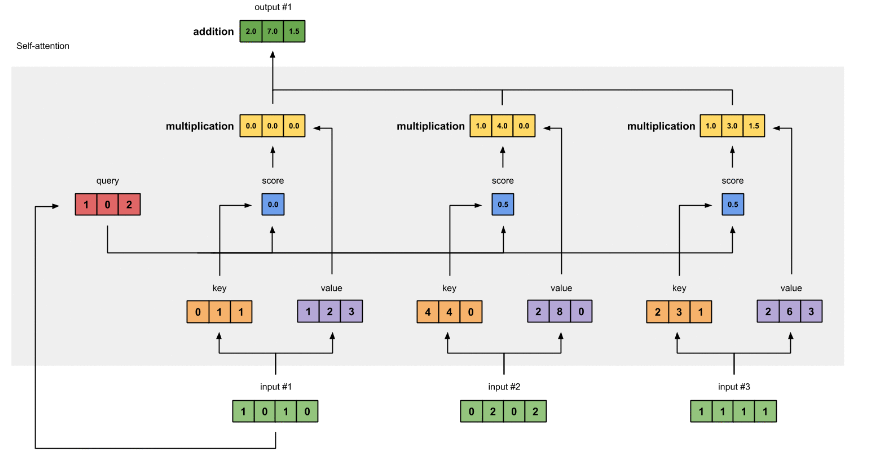 output #1
addition 2.0 7.0 1.5
Self-attention
multiplication 0.0 0.0 0.0
multiplication 1.0 4.0 0.0
multiplication 1.0 3.0 1.5
query
score
score
score
1 0 2
0.0
0.5
0.5
key
value
key
value
key
value
0 1 1
1 2 3
4 4 0
2 8 0
2 3 1
2 6 3
input #1
input #2
input #3
1 0 1 0
0 2 0 2
1 1 1 1